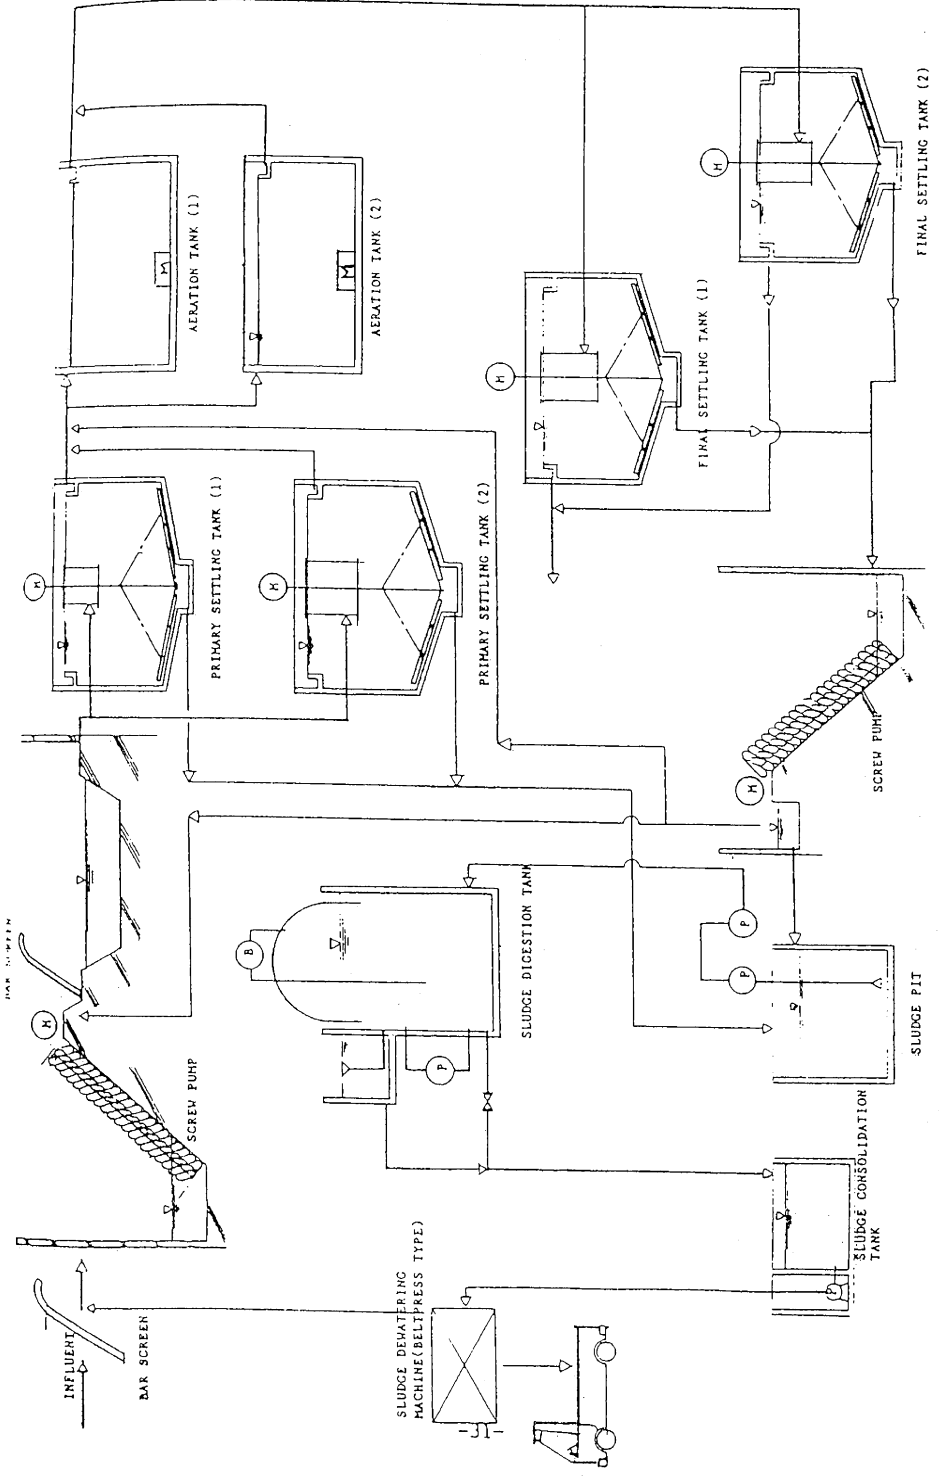 INFLUENT
BAR SCREEN
SCREW PUMP
M
PRIMARY SETTLING TANK (1)
M
PRIMARY SETTLING TANK (2)
M
AERATION TANK (1)
M
AERATION TANK (2)
M
FINAL SETTLING TANK (1)
M
FINAL SETTLING TANK (2)
M
SCREW PUMP
M
SLUDGE DIGESTION TANK
B
P
P
P
SLUDGE PIT
SLUDGE CONSOLIDATION
TANK
SLUDGE DEWATERING
MACHINE(BELTPRESS TYPE)